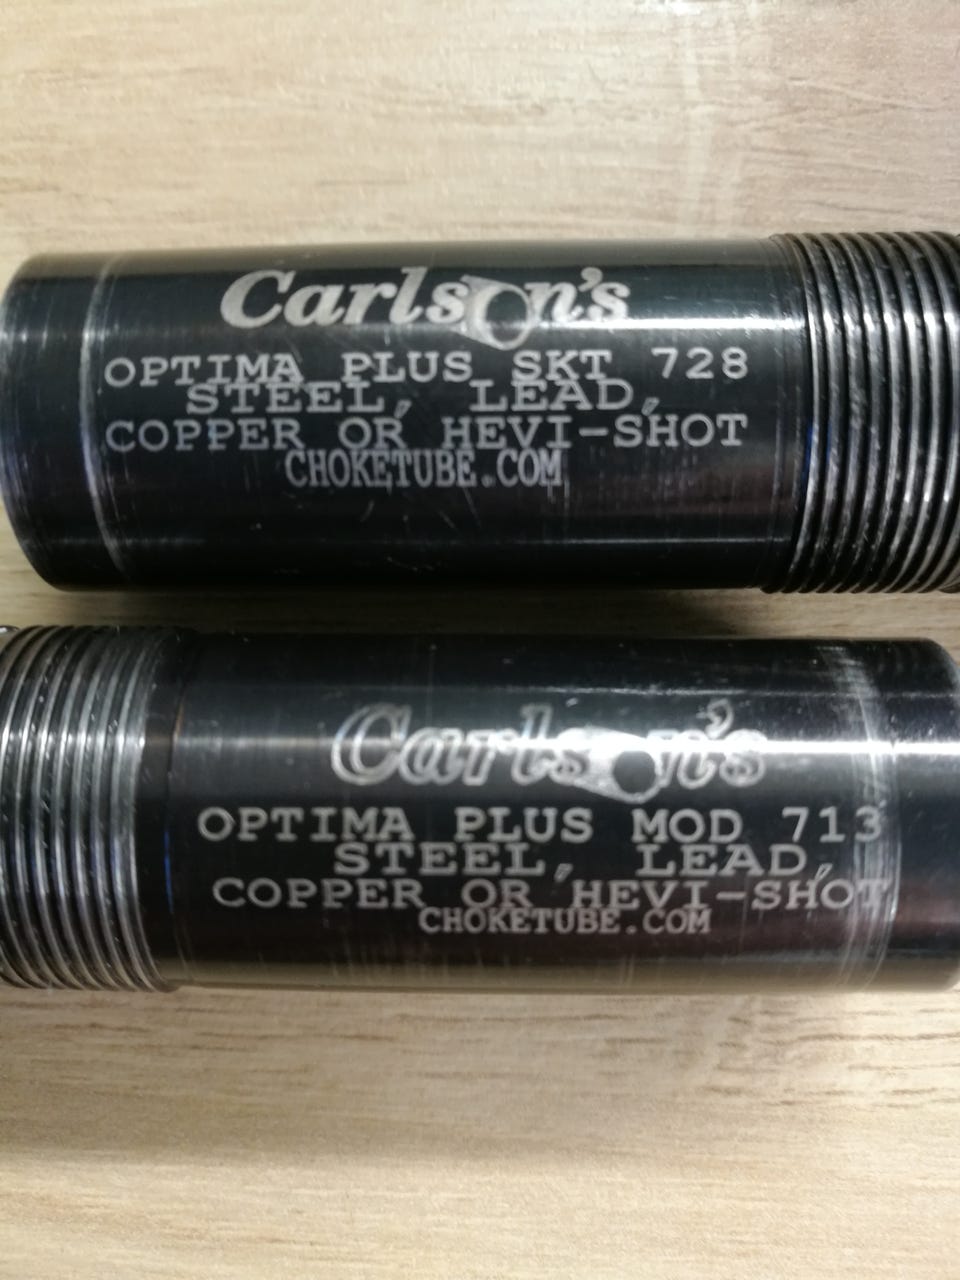 Carlson's
OPTIMA PLUS SKT 728
STEEL, LEAD,
COPPER OR HEVI-SHOT
CHOKETUBE.COM
Carlson's
OPTIMA PLUS MOD 713
STEEL, LEAD,
COPPER OR HEVI-SHOT
CHOKETUBE.COM